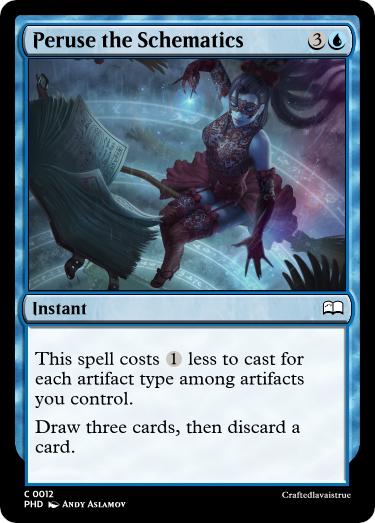 Peruse the Schematics 3
Instant
This spell costs 1 less to cast for
each artifact type among artifacts
you control.
Draw three cards, then discard a
card.
C 0012
PHD Andy Aslamov
Craftedlavaistrue